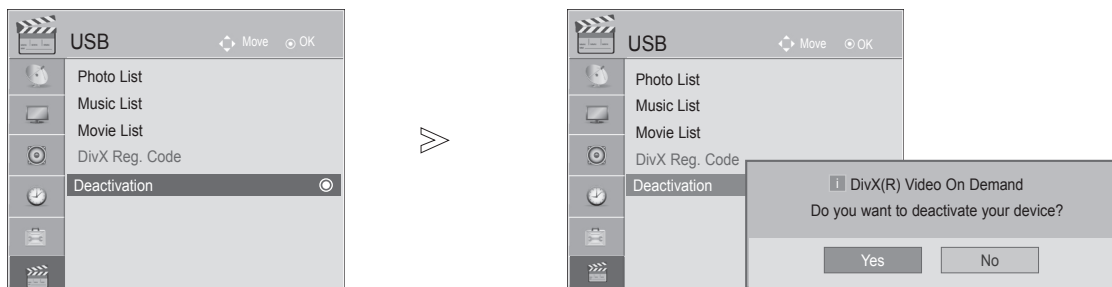 USB Move OK
Photo List
Music List
Movie List
DivX Reg. Code
Deactivation
USB Move OK
Photo List
Music List
Movie List
DivX Reg. Code
Deactivation
i DivX(R) Video On Demand
Do you want to deactivate your device?
Yes No